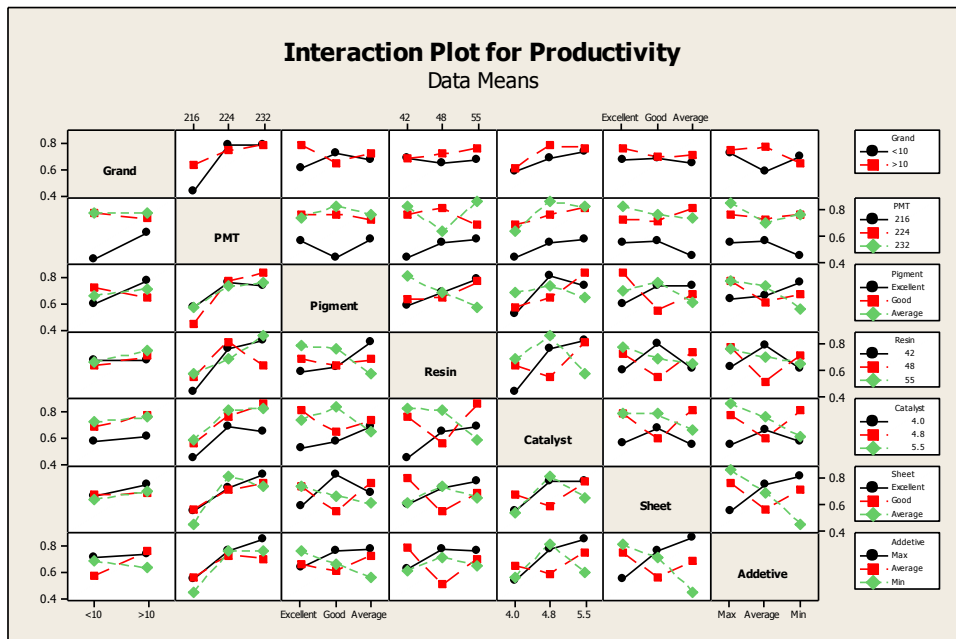 Interaction Plot for Productivity
Data Means
216 224 232
42 48 55
Excellent Good Average
0.8
0.6
0.4
Grand
Grand
<10
>10
PMT
0.8
0.6
0.4
PMT
216
224
232
0.8
0.6
0.4
Pigment
Pigment
Excellent
Good
Average
Resin
0.8
0.6
0.4
Resin
42
48
55
0.8
0.6
0.4
Catalyst
Catalyst
4.0
4.8
5.5
Sheet
0.8
0.6
0.4
Sheet
Excellent
Good
Average
0.8
0.6
0.4
Addetive
Addetive
Max
Average
Min
<10 >10
Excellent Good Average
4.0 4.8 5.5
Max Average Min